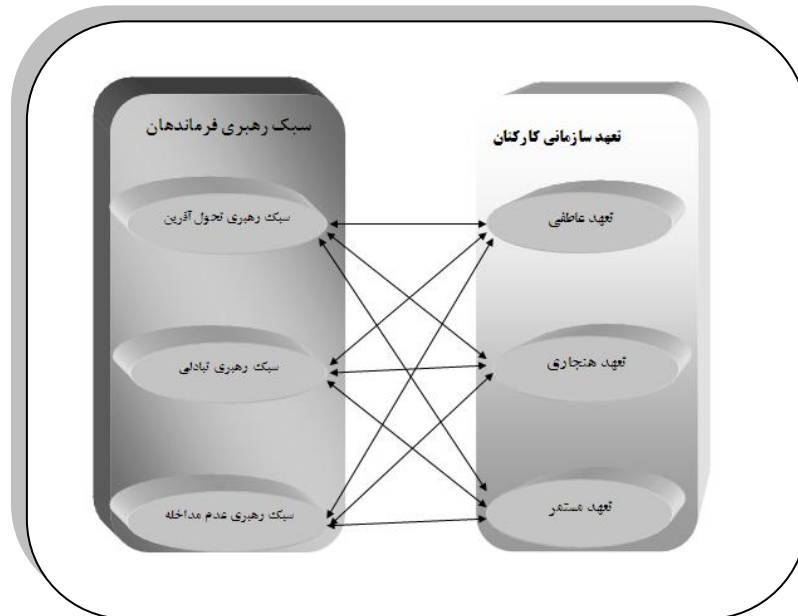 تعهد سازمانی کارکنان
تعهد عاطفی
تعهد هنجاری
تعهد مستمر
سبک رهبری فرماندهان
سبک رهبری تحول آفرین
سبک رهبری تبادلی
سبک رهبری عدم مداخله